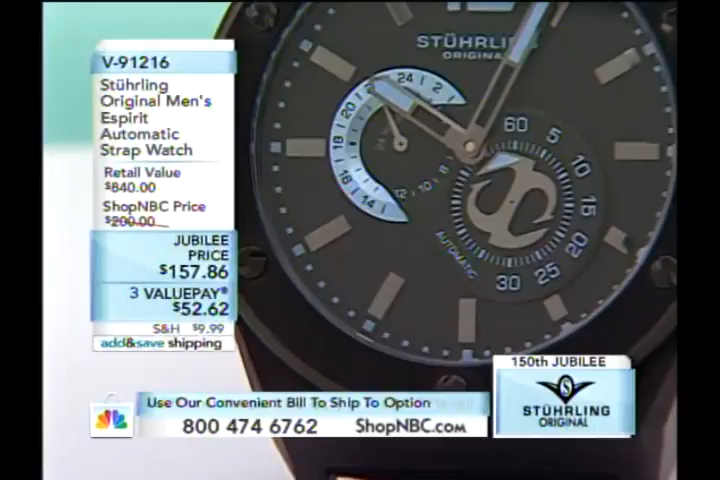 V-91216
Stührling
Original Men's
Espirit
Automatic
Strap Watch
Retail Value
$840.00
ShopNBC Price
$200.00
JUBILEE
PRICE
$157.86
3 VALUEPAY®
$52.62
S&H $9.99
add&save shipping
STÜHRLING
ORIGINAL
24 2
20
18
16
14
12 10 8
60
5
10
15
20
25
30
AUTOMATIC
150th JUBILEE
S
STÜHRLING
ORIGINAL
Use Our Convenient Bill To Ship To Option
800 474 6762 ShopNBC.com